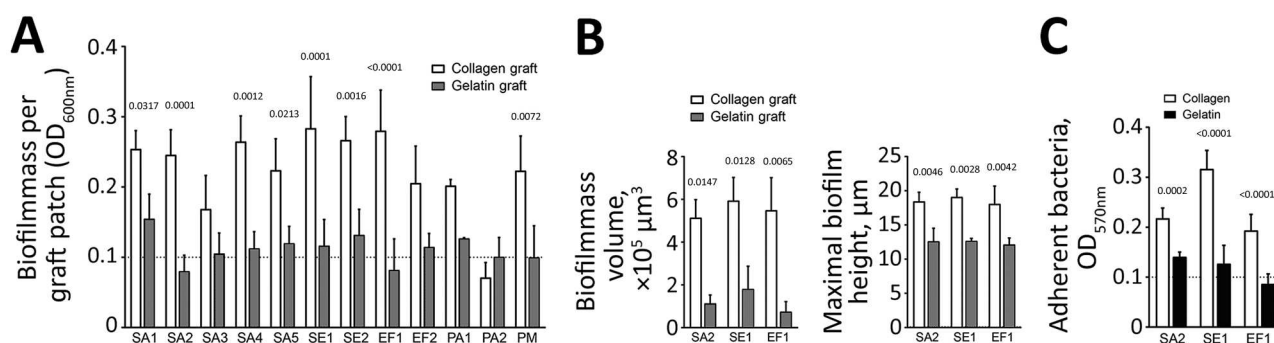 A
Biofilmmass per
graft patch (OD600nm)
0.4
0.3
0.2
0.1
0
0.0317
0.0001
0.0012
0.0213
0.0001
0.0016
<0.0001
0.0072
Collagen graft
Gelatin graft
SA1 SA2 SA3 SA4 SA5 SE1 SE2 EF1 EF2 PA1 PA2 PM
B
Collagen graft
Gelatin graft
Biofilmmass
volume,
×10⁵ µm³
8
6
4
2
0
0.0147
0.0128
0.0065
SA2 SE1 EF1
Maximal biofilm
height, µm
25
20
15
10
5
0
0.0046
0.0028
0.0042
SA2 SE1 EF1
C
Collagen
Gelatin
Adherent bacteria,
OD570nm
0.4
0.3
0.2
0.1
0
0.0002
<0.0001
<0.0001
SA2 SE1 EF1